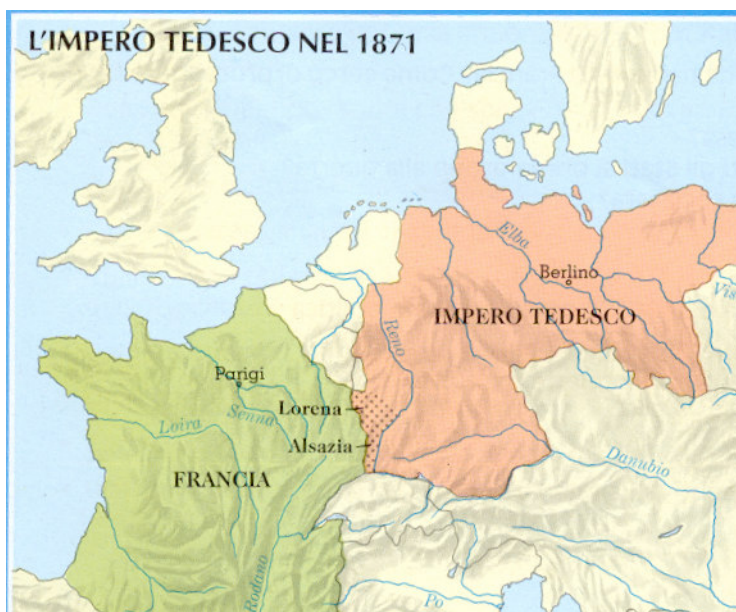 L'IMPERO TEDESCO NEL 1871
Elba
Berlino
Vis
Reno
IMPERO TEDESCO
Parigi
Lorena
Senna
Loira
Alsazia
Danubio
FRANCIA
Rodano
Po